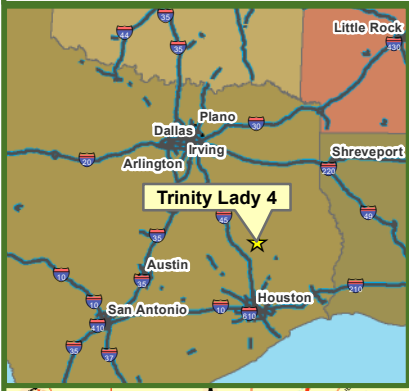 35
44
35
Little Rock
430
Plano
Dallas
30
Irving
20
Arlington
Shreveport
220
Trinity Lady 4
45
49
35
Austin
10
35
10
210
Houston
San Antonio
10
610
410
35
37